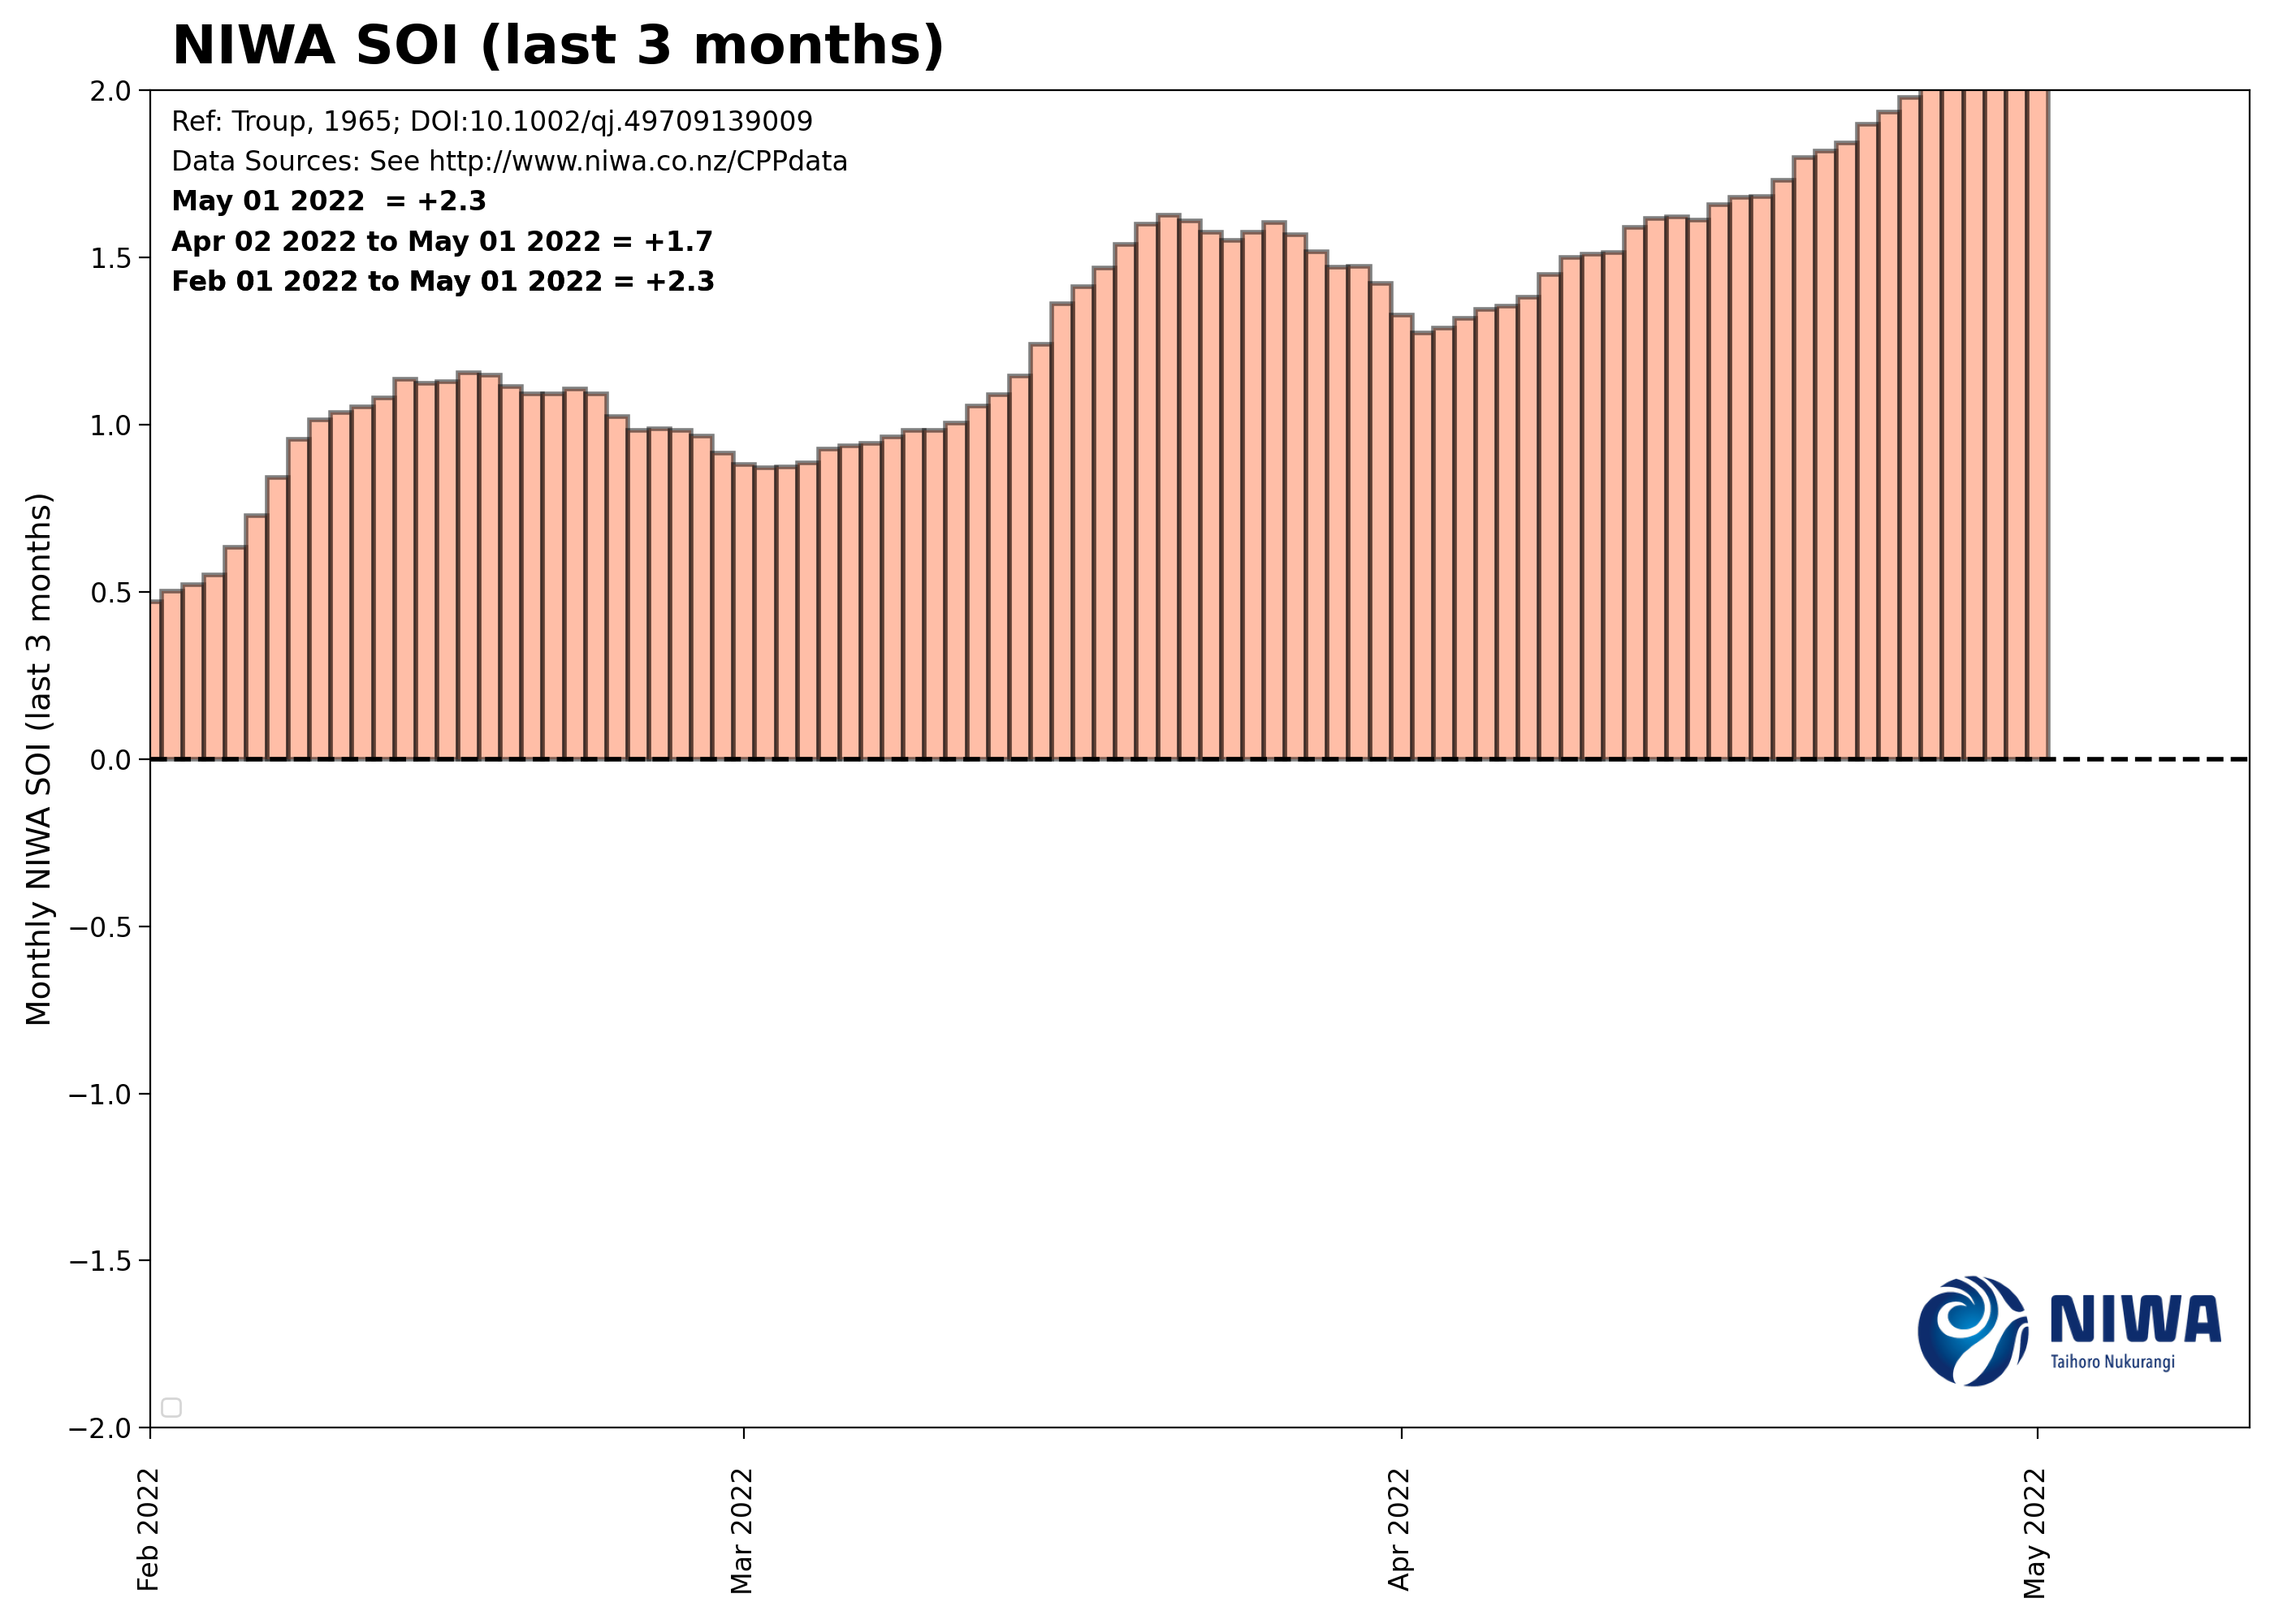 NIWA SOI (last 3 months)
Ref: Troup, 1965; DOI:10.1002/qj.49709139009
Data Sources: See http://www.niwa.co.nz/CPPdata
May 01 2022  = +2.3
Apr 02 2022 to May 01 2022 = +1.7
Feb 01 2022 to May 01 2022 = +2.3
Monthly NIWA SOI (last 3 months)
2.0
1.5
1.0
0.5
0.0
−0.5
−1.0
−1.5
−2.0
NIWA
Taihoro Nukurangi
Feb 2022
Mar 2022
Apr 2022
May 2022